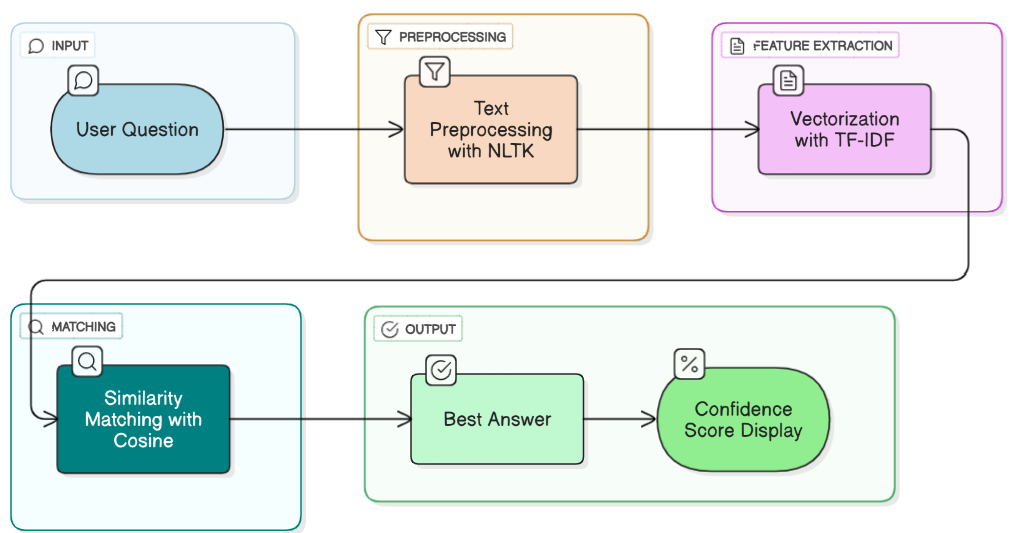 INPUT
User Question
PREPROCESSING
Text
Preprocessing
with NLTK
FEATURE EXTRACTION
Vectorization
with TF-IDF
MATCHING
Similarity
Matching with
Cosine
OUTPUT
Best Answer
%
Confidence
Score Display